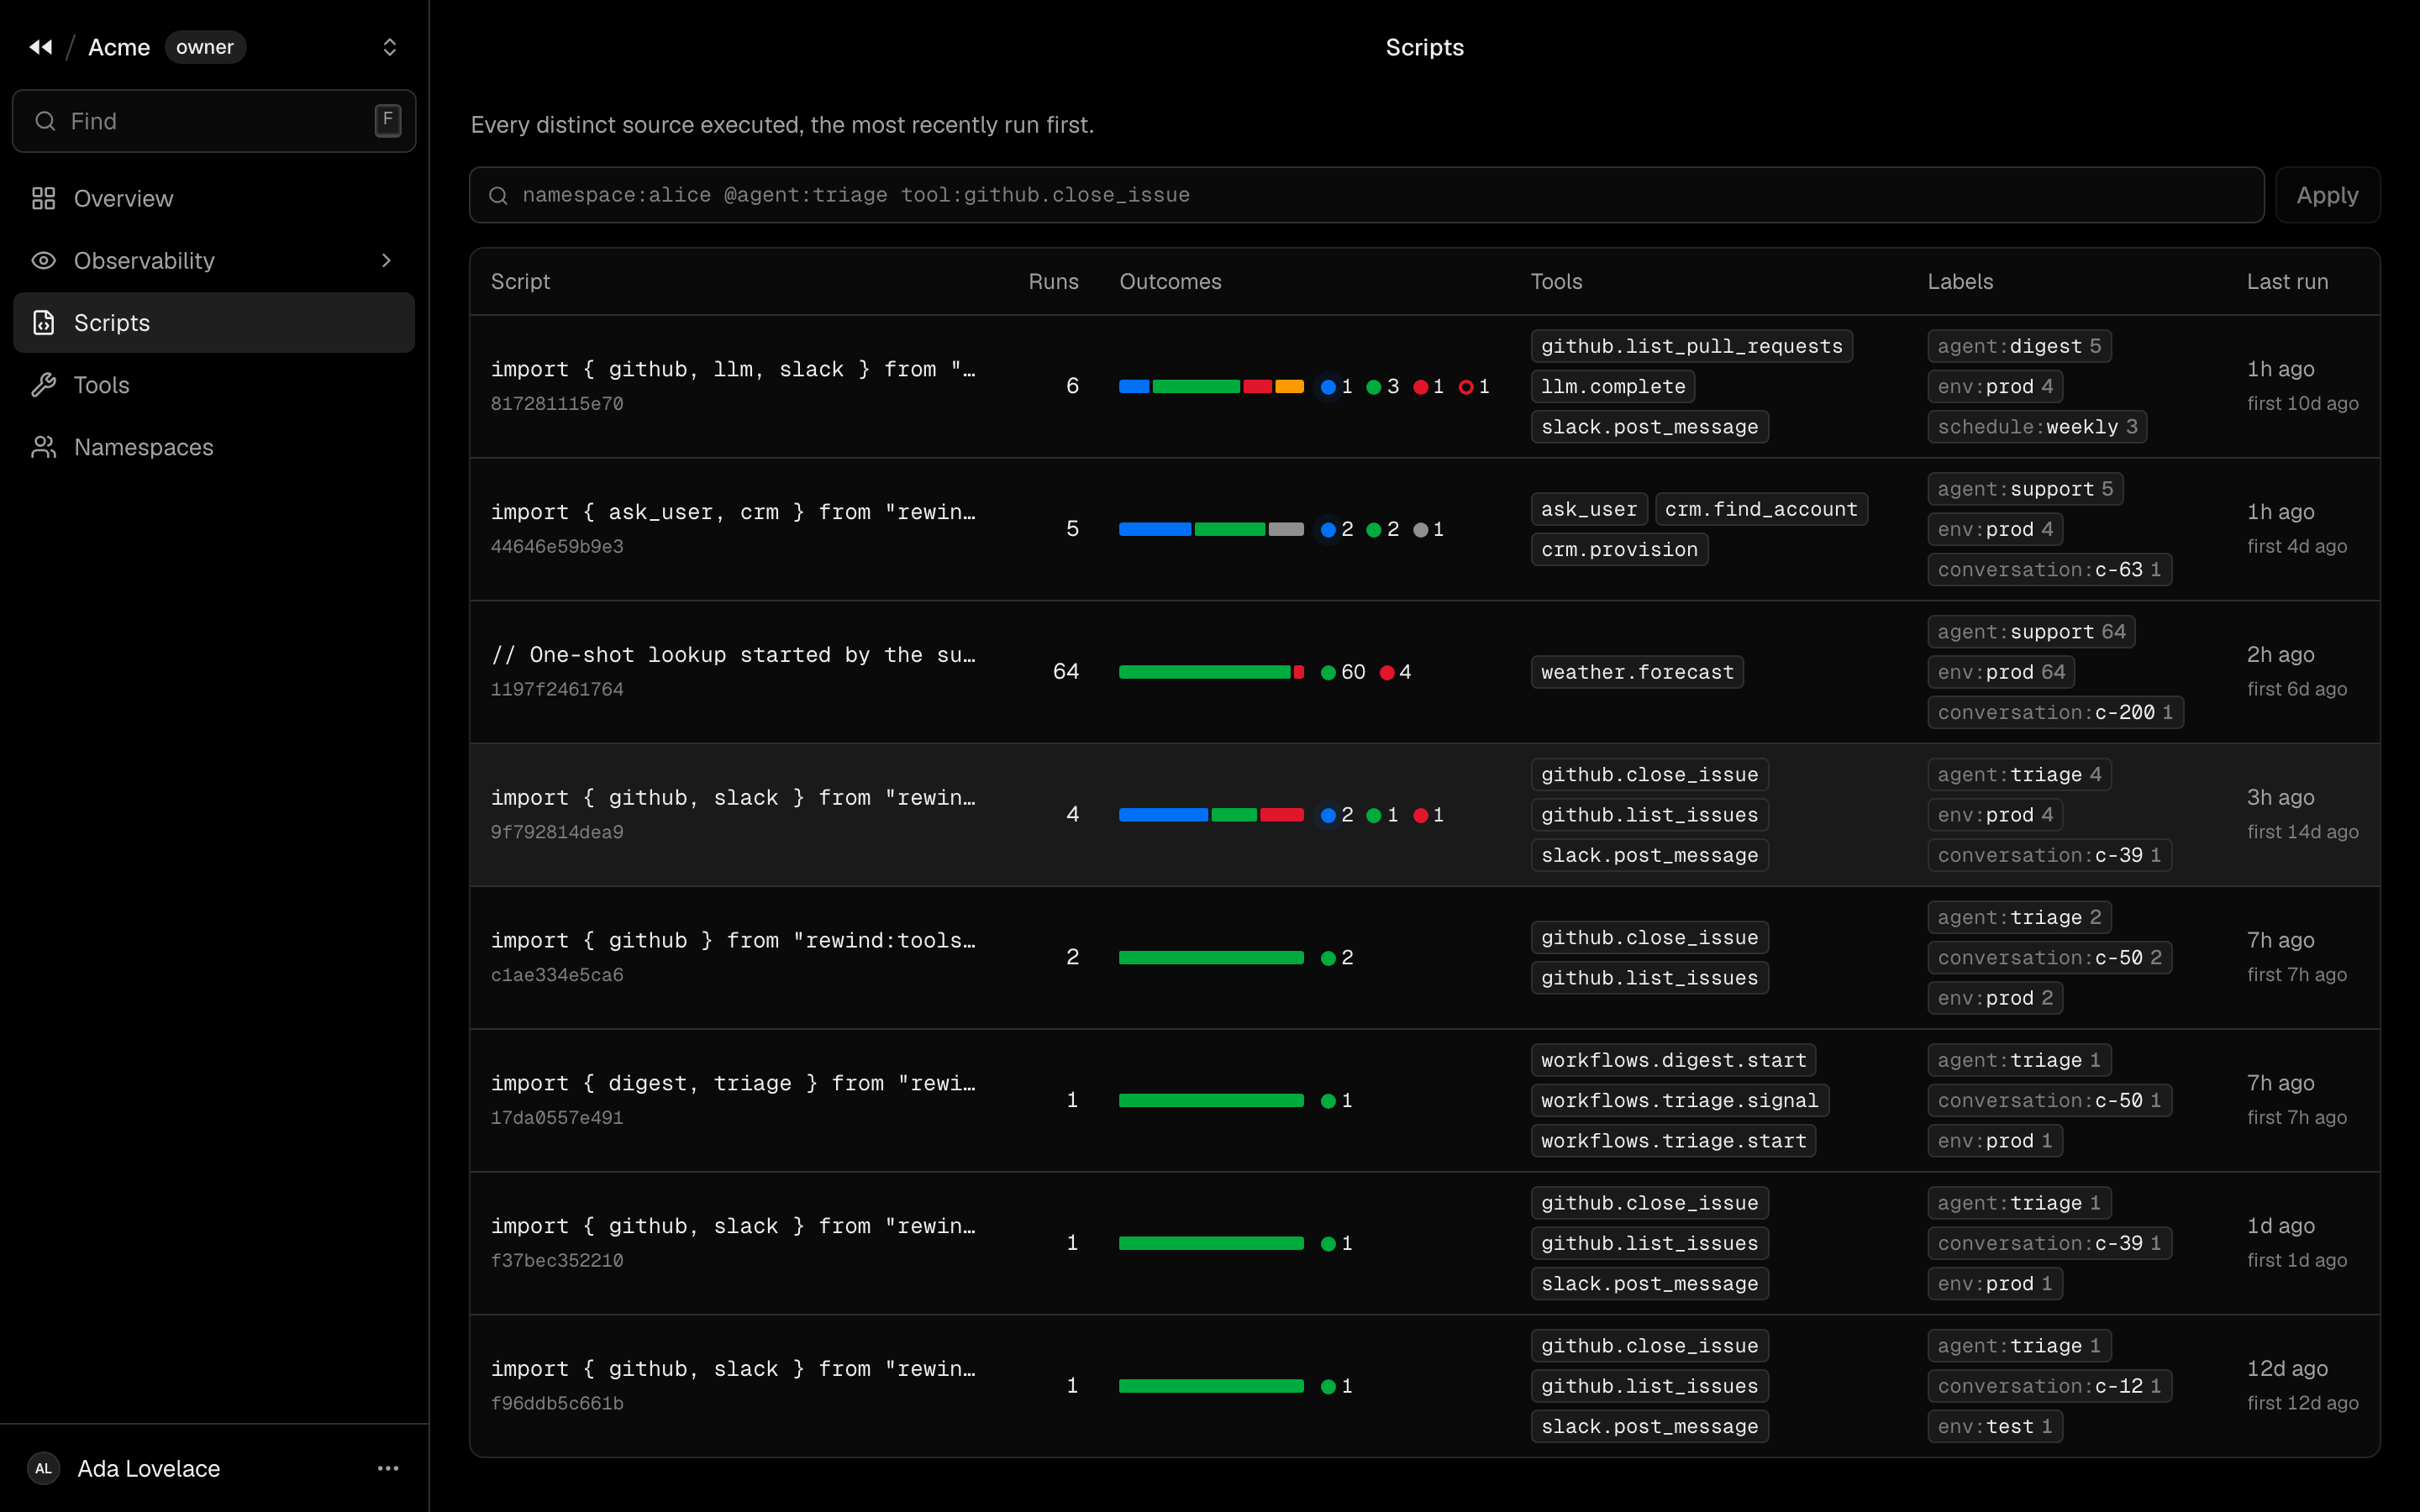 / Acme owner
Find F
Overview
Observability
Scripts
Tools
Namespaces
AL Ada Lovelace
Scripts
Every distinct source executed, the most recently run first.
namespace:alice @agent:triage tool:github.close_issue Apply
Script Runs Outcomes Tools Labels Last run
import { github, llm, slack } from "…
817281115e70
6
1 3 1 1
github.list_pull_requests
llm.complete
slack.post_message
agent:digest 5
env:prod 4
schedule:weekly 3
1h ago
first 10d ago
import { ask_user, crm } from "rewin…
44646e59b9e3
5
2 2 1
ask_user crm.find_account
crm.provision
agent:support 5
env:prod 4
conversation:c-63 1
1h ago
first 4d ago
// One-shot lookup started by the su…
1197f2461764
64
60 4
weather.forecast
agent:support 64
env:prod 64
conversation:c-200 1
2h ago
first 6d ago
import { github, slack } from "rewin…
9f792814dea9
4
2 1 1
github.close_issue
github.list_issues
slack.post_message
agent:triage 4
env:prod 4
conversation:c-39 1
3h ago
first 14d ago
import { github } from "rewind:tools…
c1ae334e5ca6
2
2
github.close_issue
github.list_issues
agent:triage 2
conversation:c-50 2
env:prod 2
7h ago
first 7h ago
import { digest, triage } from "rewi…
17da0557e491
1
1
workflows.digest.start
workflows.triage.signal
workflows.triage.start
agent:triage 1
conversation:c-50 1
env:prod 1
7h ago
first 7h ago
import { github, slack } from "rewin…
f37bec352210
1
1
github.close_issue
github.list_issues
slack.post_message
agent:triage 1
conversation:c-39 1
env:prod 1
1d ago
first 1d ago
import { github, slack } from "rewin…
f96ddb5c661b
1
1
github.close_issue
github.list_issues
slack.post_message
agent:triage 1
conversation:c-12 1
env:test 1
12d ago
first 12d ago